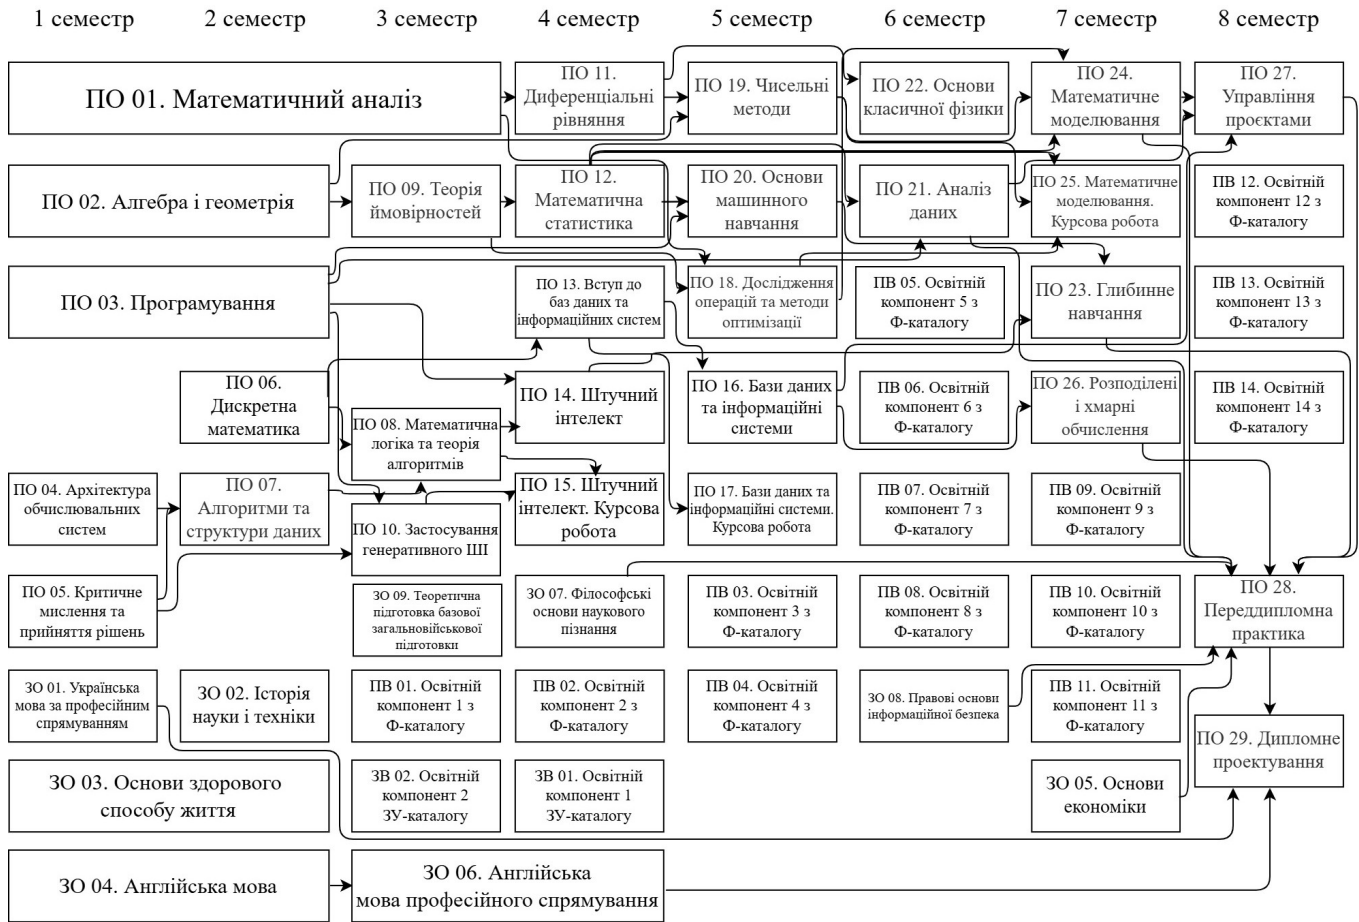 1 семестр
2 семестр
3 семестр
4 семестр
5 семестр
6 семестр
7 семестр
8 семестр
ПО 01. Математичний аналіз
ПО 11.
Диференціальні
рівняння
ПО 19. Чисельні
методи
ПО 22. Основи
класичної фізики
ПО 24.
Математичне
моделювання
ПО 27.
Управління
проєктами
ПО 02. Алгебра і геометрія
ПО 09. Теорія
ймовірностей
ПО 12.
Математична
статистика
ПО 20. Основи
машинного
навчання
ПО 21. Аналіз
даних
ПО 25. Математичне
моделювання.
Курсова робота
ПВ 12. Освітній
компонент 12 з
Ф-каталогу
ПО 03. Програмування
ПО 13. Вступ до
баз даних та
інформаційних систем
ПО 18. Дослідження
операцій та методи
оптимізації
ПВ 05. Освітній
компонент 5 з
Ф-каталогу
ПО 23. Глибинне
навчання
ПВ 13. Освітній
компонент 13 з
Ф-каталогу
ПО 06.
Дискретна
математика
ПО 08. Математична
логіка та теорія
алгоритмів
ПО 14. Штучний
інтелект
ПО 16. Бази даних
та інформаційні
системи
ПВ 06. Освітній
компонент 6 з
Ф-каталогу
ПО 26. Розподілені
і хмарні
обчислення
ПВ 14. Освітній
компонент 14 з
Ф-каталогу
ПО 04. Архітектура
обчислювальних
систем
ПО 07.
Алгоритми та
структури даних
ПО 10. Застосування
генеративного ШІ
ПО 15. Штучний
інтелект. Курсова
робота
ПО 17. Бази даних та
інформаційні системи.
Курсова робота
ПВ 07. Освітній
компонент 7 з
Ф-каталогу
ПВ 09. Освітній
компонент 9 з
Ф-каталогу
ПО 05. Критичне
мислення та
прийняття рішень
ЗО 09. Теоретична
підготовка базової
загальновійськової
підготовки
ЗО 07. Філософські
основи наукового
пізнання
ПВ 03. Освітній
компонент 3 з
Ф-каталогу
ПВ 08. Освітній
компонент 8 з
Ф-каталогу
ПВ 10. Освітній
компонент 10 з
Ф-каталогу
ПО 28.
Переддипломна
практика
ЗО 01. Українська
мова за професійним
спрямуванням
ЗО 02. Історія
науки і техніки
ПВ 01. Освітній
компонент 1 з
Ф-каталогу
ПВ 02. Освітній
компонент 2 з
Ф-каталогу
ПВ 04. Освітній
компонент 4 з
Ф-каталогу
ЗО 08. Правові основи
інформаційної безпека
ПВ 11. Освітній
компонент 11 з
Ф-каталогу
ПО 29. Дипломне
проектування
ЗО 03. Основи здорового
способу життя
ЗВ 02. Освітній
компонент 2
ЗУ-каталогу
ЗВ 01. Освітній
компонент 1
ЗУ-каталогу
ЗО 05. Основи
економіки
ЗО 04. Англійська мова
ЗО 06. Англійська
мова професійного спрямування